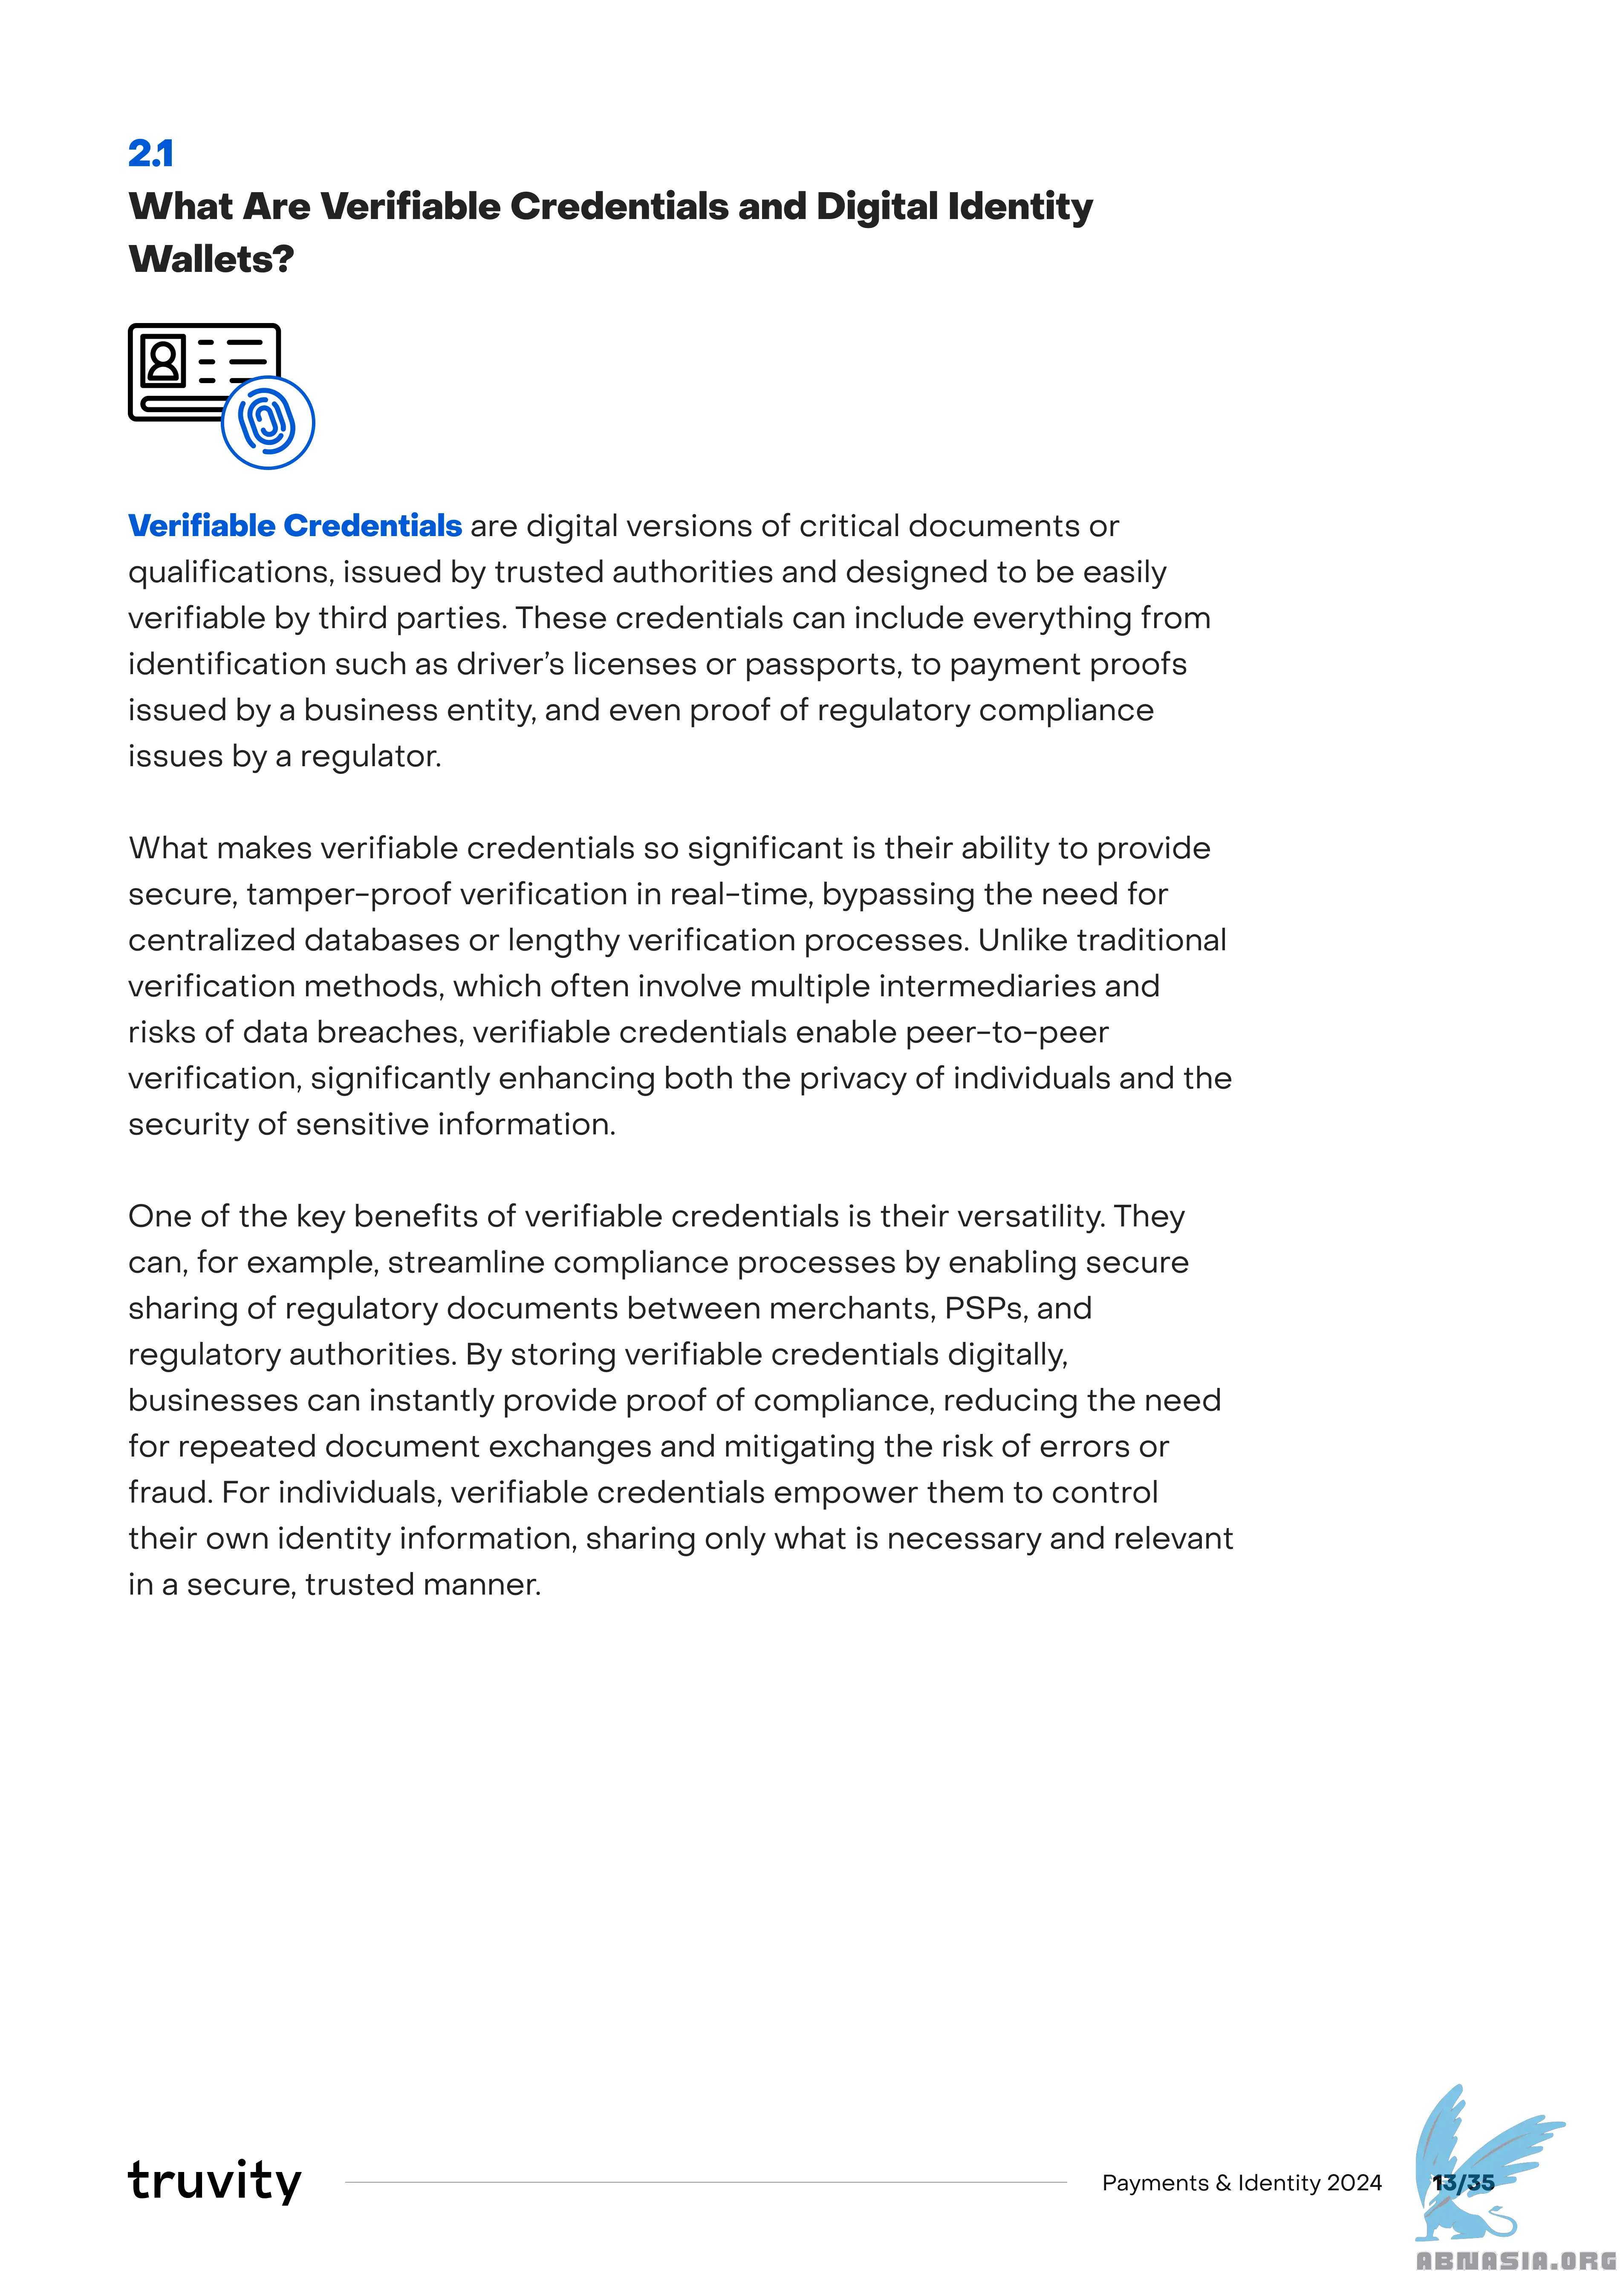 2.1
What Are Verifiable Credentials and Digital Identity
Wallets?
Verifiable Credentials are digital versions of critical documents or
qualifications, issued by trusted authorities and designed to be easily
verifiable by third parties. These credentials can include everything from
identification such as driver’s licenses or passports, to payment proofs
issued by a business entity, and even proof of regulatory compliance
issues by a regulator.
What makes verifiable credentials so significant is their ability to provide
secure, tamper-proof verification in real-time, bypassing the need for
centralized databases or lengthy verification processes. Unlike traditional
verification methods, which often involve multiple intermediaries and
risks of data breaches, verifiable credentials enable peer-to-peer
verification, significantly enhancing both the privacy of individuals and the
security of sensitive information.
One of the key benefits of verifiable credentials is their versatility. They
can, for example, streamline compliance processes by enabling secure
sharing of regulatory documents between merchants, PSPs, and
regulatory authorities. By storing verifiable credentials digitally,
businesses can instantly provide proof of compliance, reducing the need
for repeated document exchanges and mitigating the risk of errors or
fraud. For individuals, verifiable credentials empower them to control
their own identity information, sharing only what is necessary and relevant
in a secure, trusted manner.
truvity
Payments & Identity 2024
13/35
ABNASIA.ORG